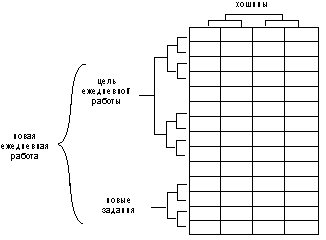 хошины
цель
ежедневной
работы
новая
ежедневная
работа
новые
задания